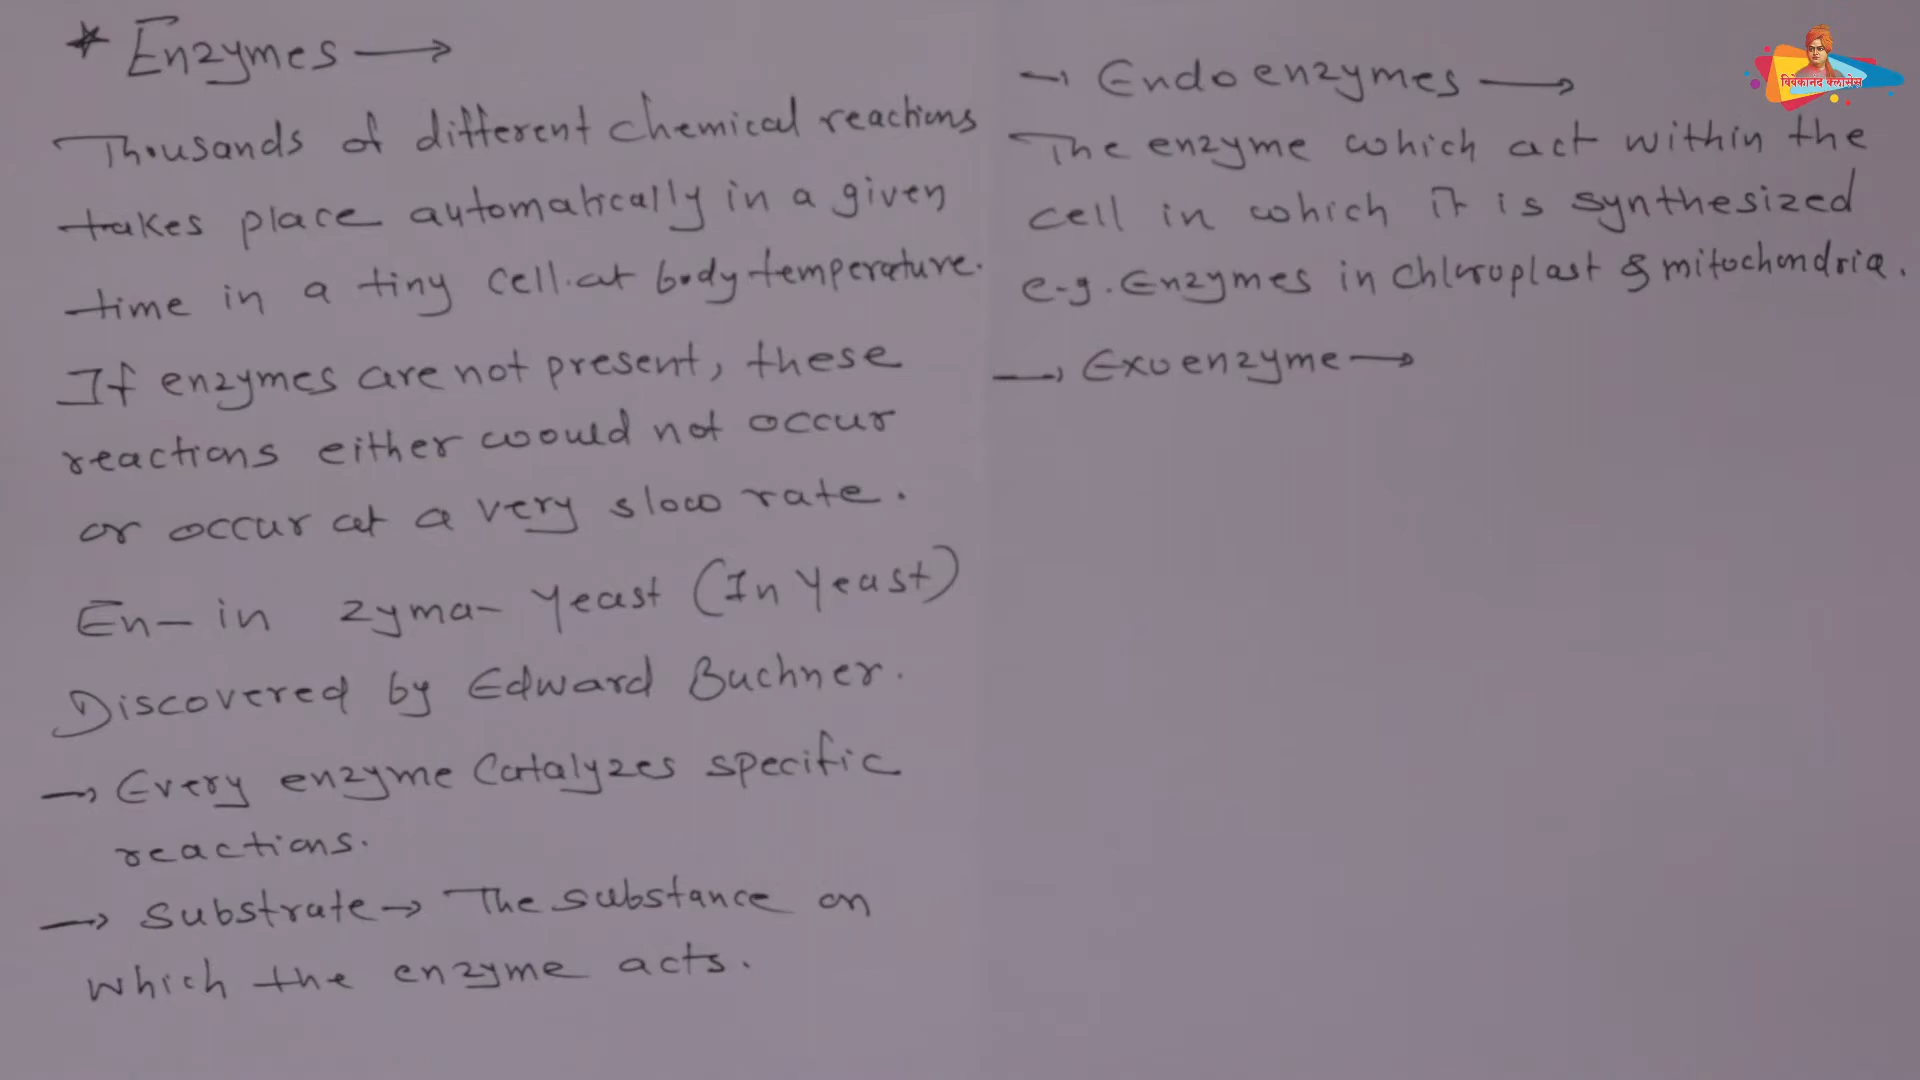 * Enzymes →
Thousands of different chemical reactions
takes place automatically in a given
time in a tiny cell. at body temperature.
If enzymes are not present, these
reactions either woould not occur
or occur at a very slow rate.
En- in zyma- Yeast (In Yeast)
Discovered by Edward Buchner.
→ Every enzyme Catalyzes specific
reactions.
→ Substrate → The substance on
which the enzyme acts.
→ Endoenzymes →
The enzyme which act within the
cell in which it is synthesized
e.g. Enzymes in chloroplast & mitochondria.
→ Exoenzyme →
विवेकानंद क्लासेस